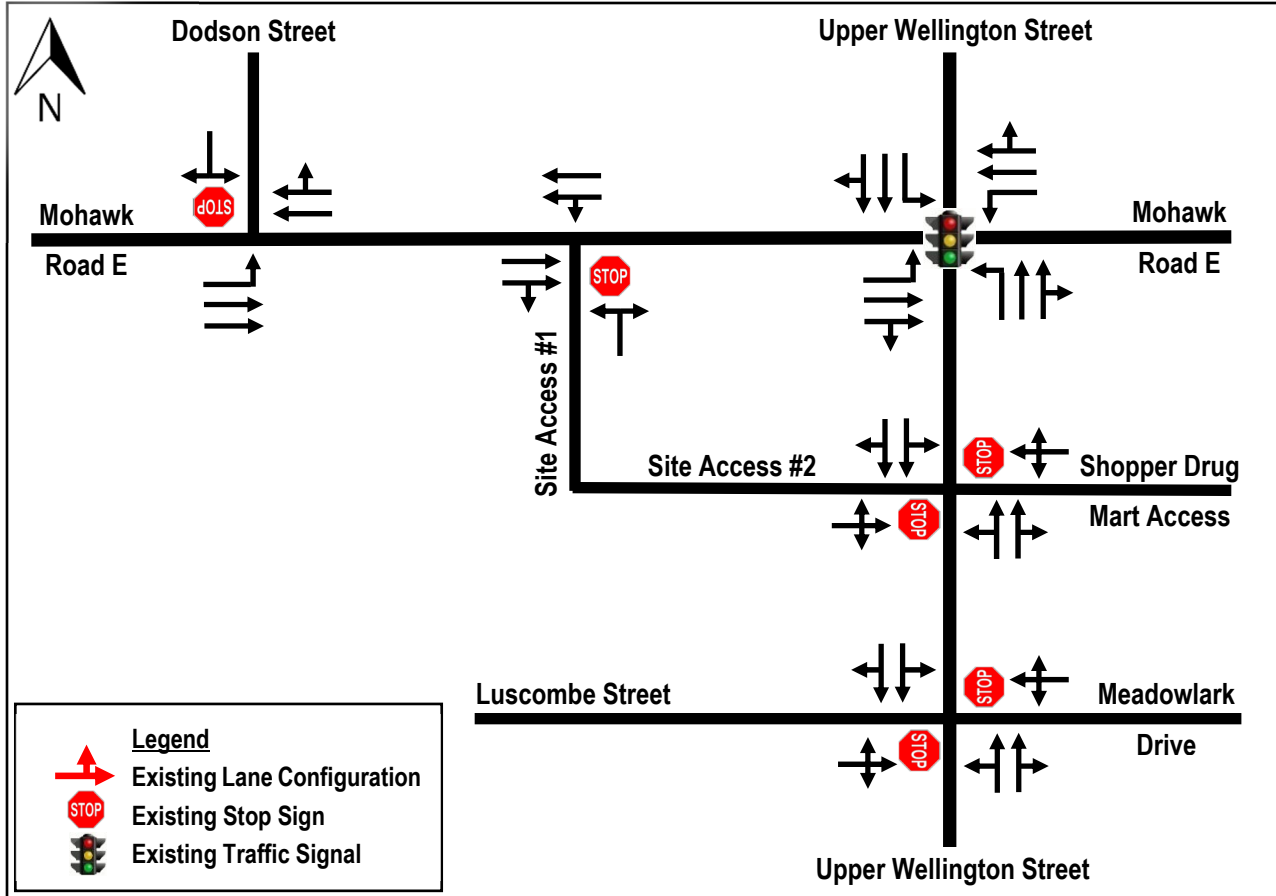 Dodson Street
Upper Wellington Street
N
STOP
Mohawk
Road E
Mohawk
Road E
STOP
Site Access #1
Site Access #2
STOP
Shopper Drug
Mart Access
STOP
Luscombe Street
STOP
Meadowlark
Drive
STOP
Upper Wellington Street
Legend
Existing Lane Configuration
STOP
Existing Stop Sign
Existing Traffic Signal